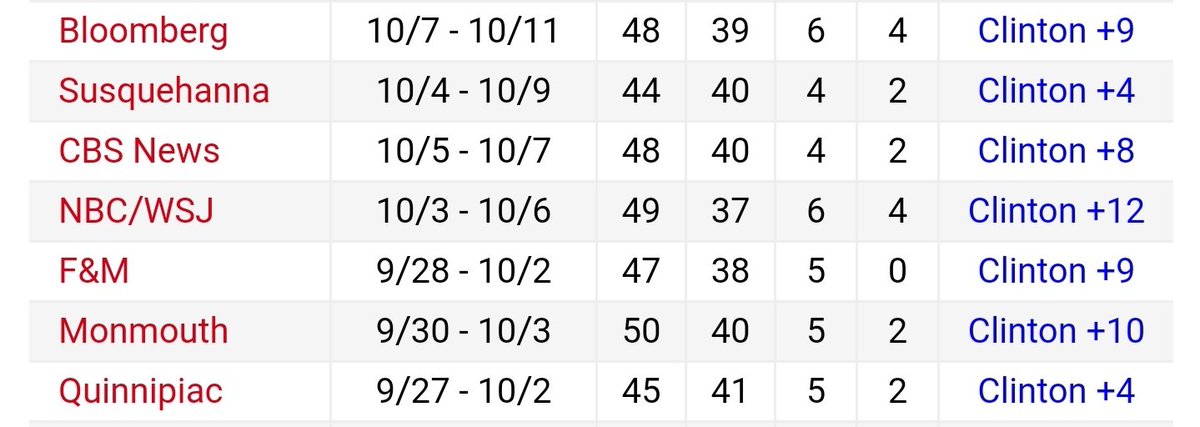 Bloomberg 10/7 - 10/11 48 39 6 4 Clinton +9
Susquehanna 10/4 - 10/9 44 40 4 2 Clinton +4
CBS News 10/5 - 10/7 48 40 4 2 Clinton +8
NBC/WSJ 10/3 - 10/6 49 37 6 4 Clinton +12
F&M 9/28 - 10/2 47 38 5 0 Clinton +9
Monmouth 9/30 - 10/3 50 40 5 2 Clinton +10
Quinnipiac 9/27 - 10/2 45 41 5 2 Clinton +4